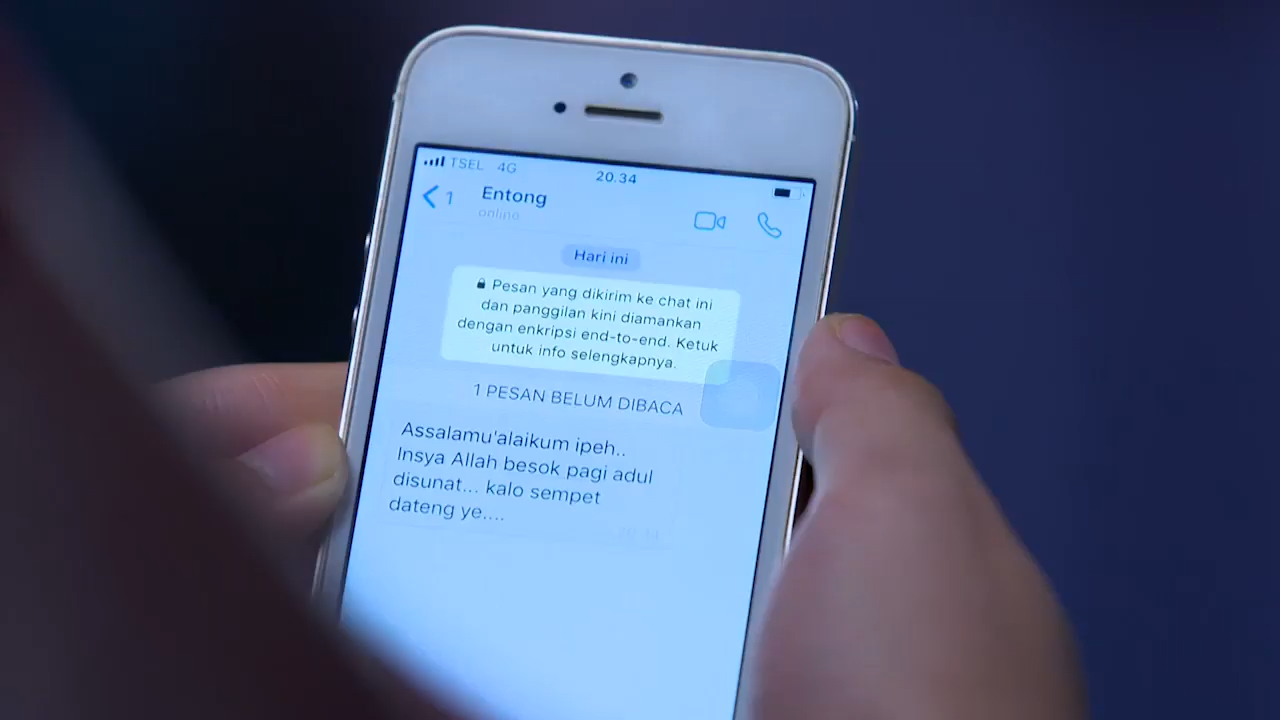 TSEL 4G
20.34
1
Entong
online
Hari ini
Pesan yang dikirim ke chat ini
dan panggilan kini diamankan
dengan enkripsi end-to-end. Ketuk
untuk info selengkapnya.
1 PESAN BELUM DIBACA
Assalamu'alaikum ipeh..
Insya Allah besok pagi adul
disunat... kalo sempet
dateng ye....